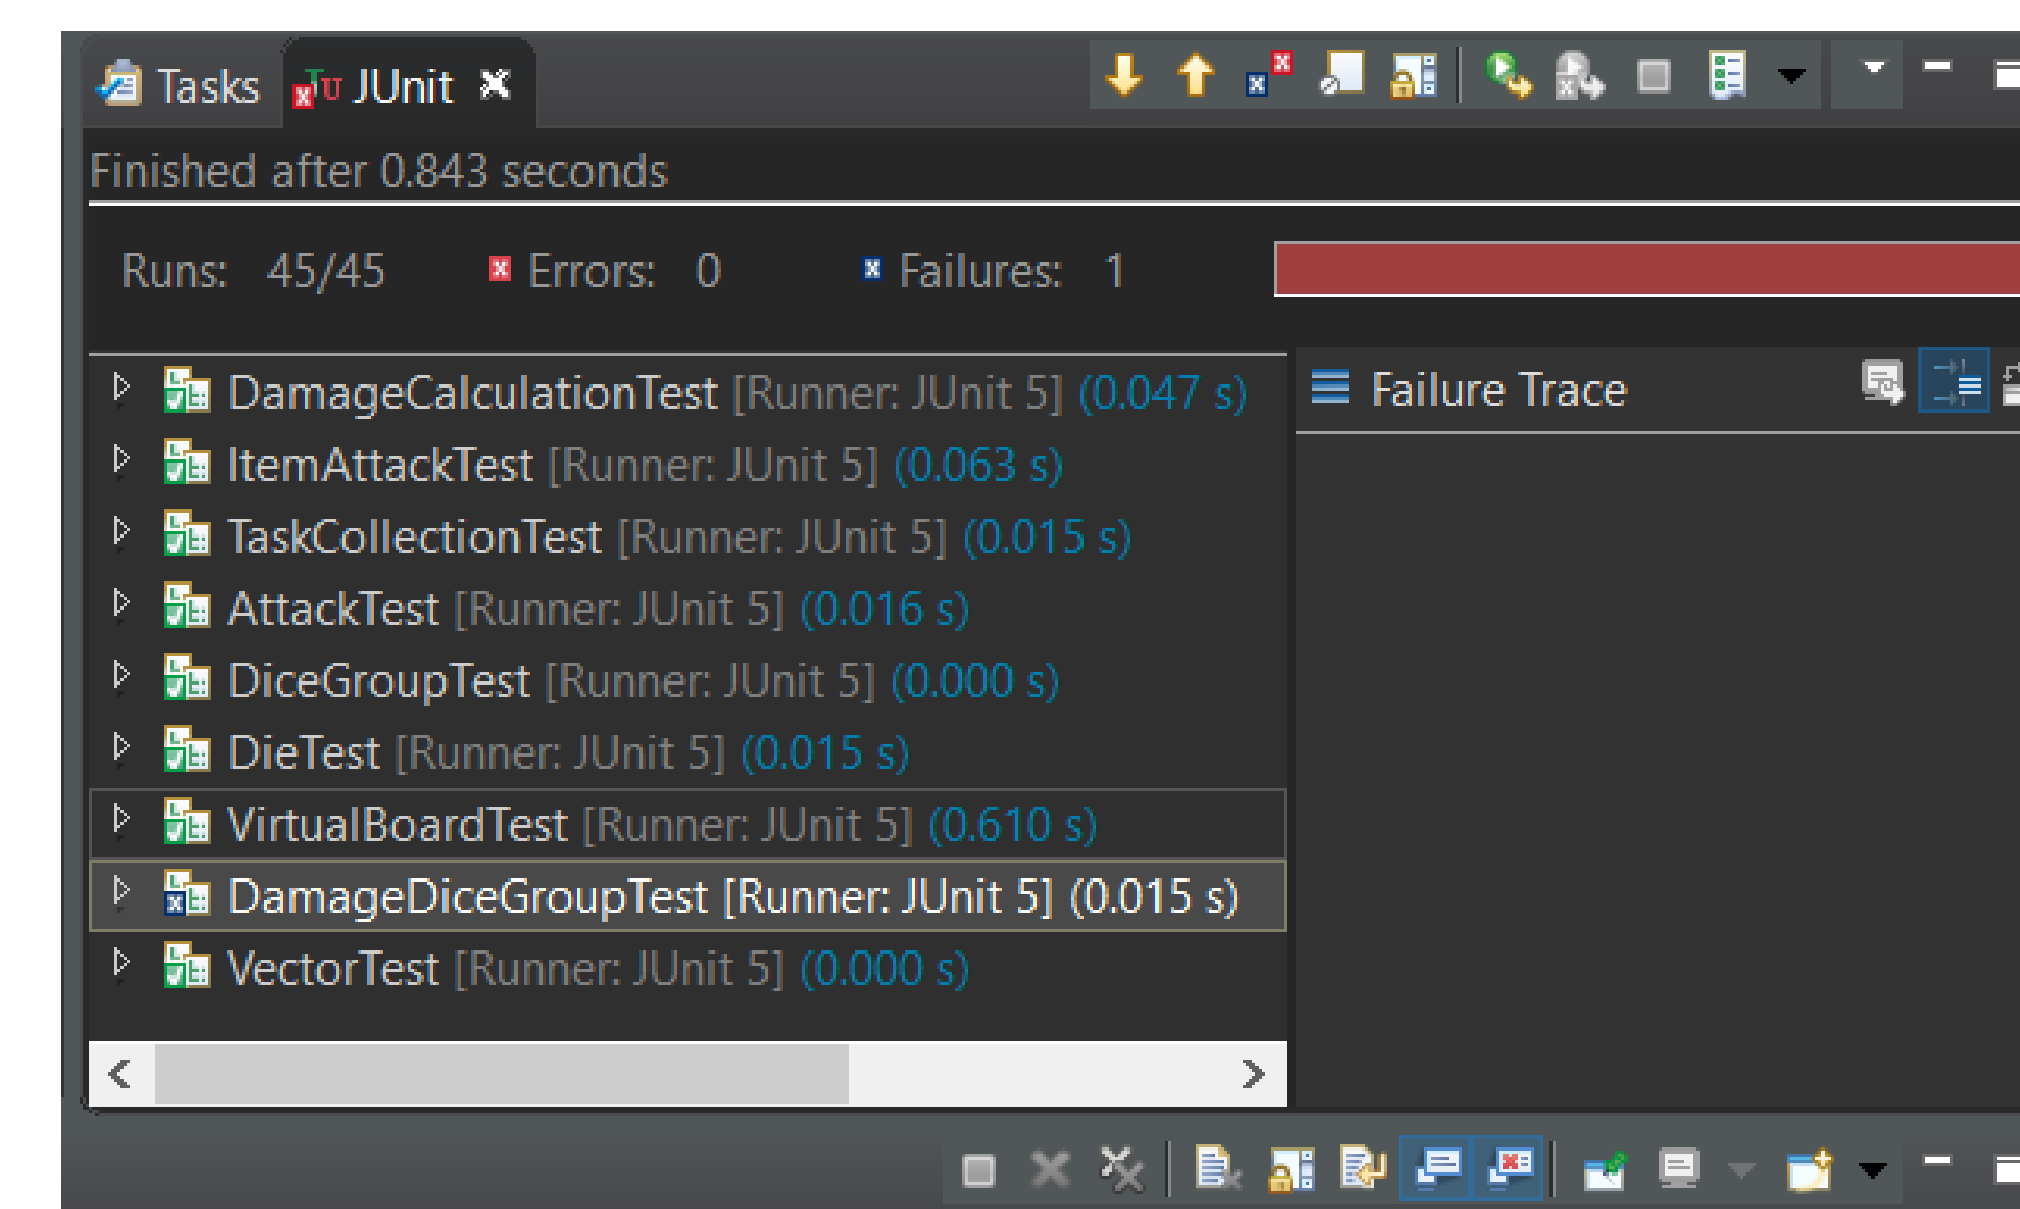 Tasks JUnit
Finished after 0.843 seconds
Runs: 45/45 Errors: 0 Failures: 1
DamageCalculationTest [Runner: JUnit 5] (0.047 s)
Failure Trace
ItemAttackTest [Runner: JUnit 5] (0.063 s)
TaskCollectionTest [Runner: JUnit 5] (0.015 s)
AttackTest [Runner: JUnit 5] (0.016 s)
DiceGroupTest [Runner: JUnit 5] (0.000 s)
DieTest [Runner: JUnit 5] (0.015 s)
VirtualBoardTest [Runner: JUnit 5] (0.610 s)
DamageDiceGroupTest [Runner: JUnit 5] (0.015 s)
VectorTest [Runner: JUnit 5] (0.000 s)